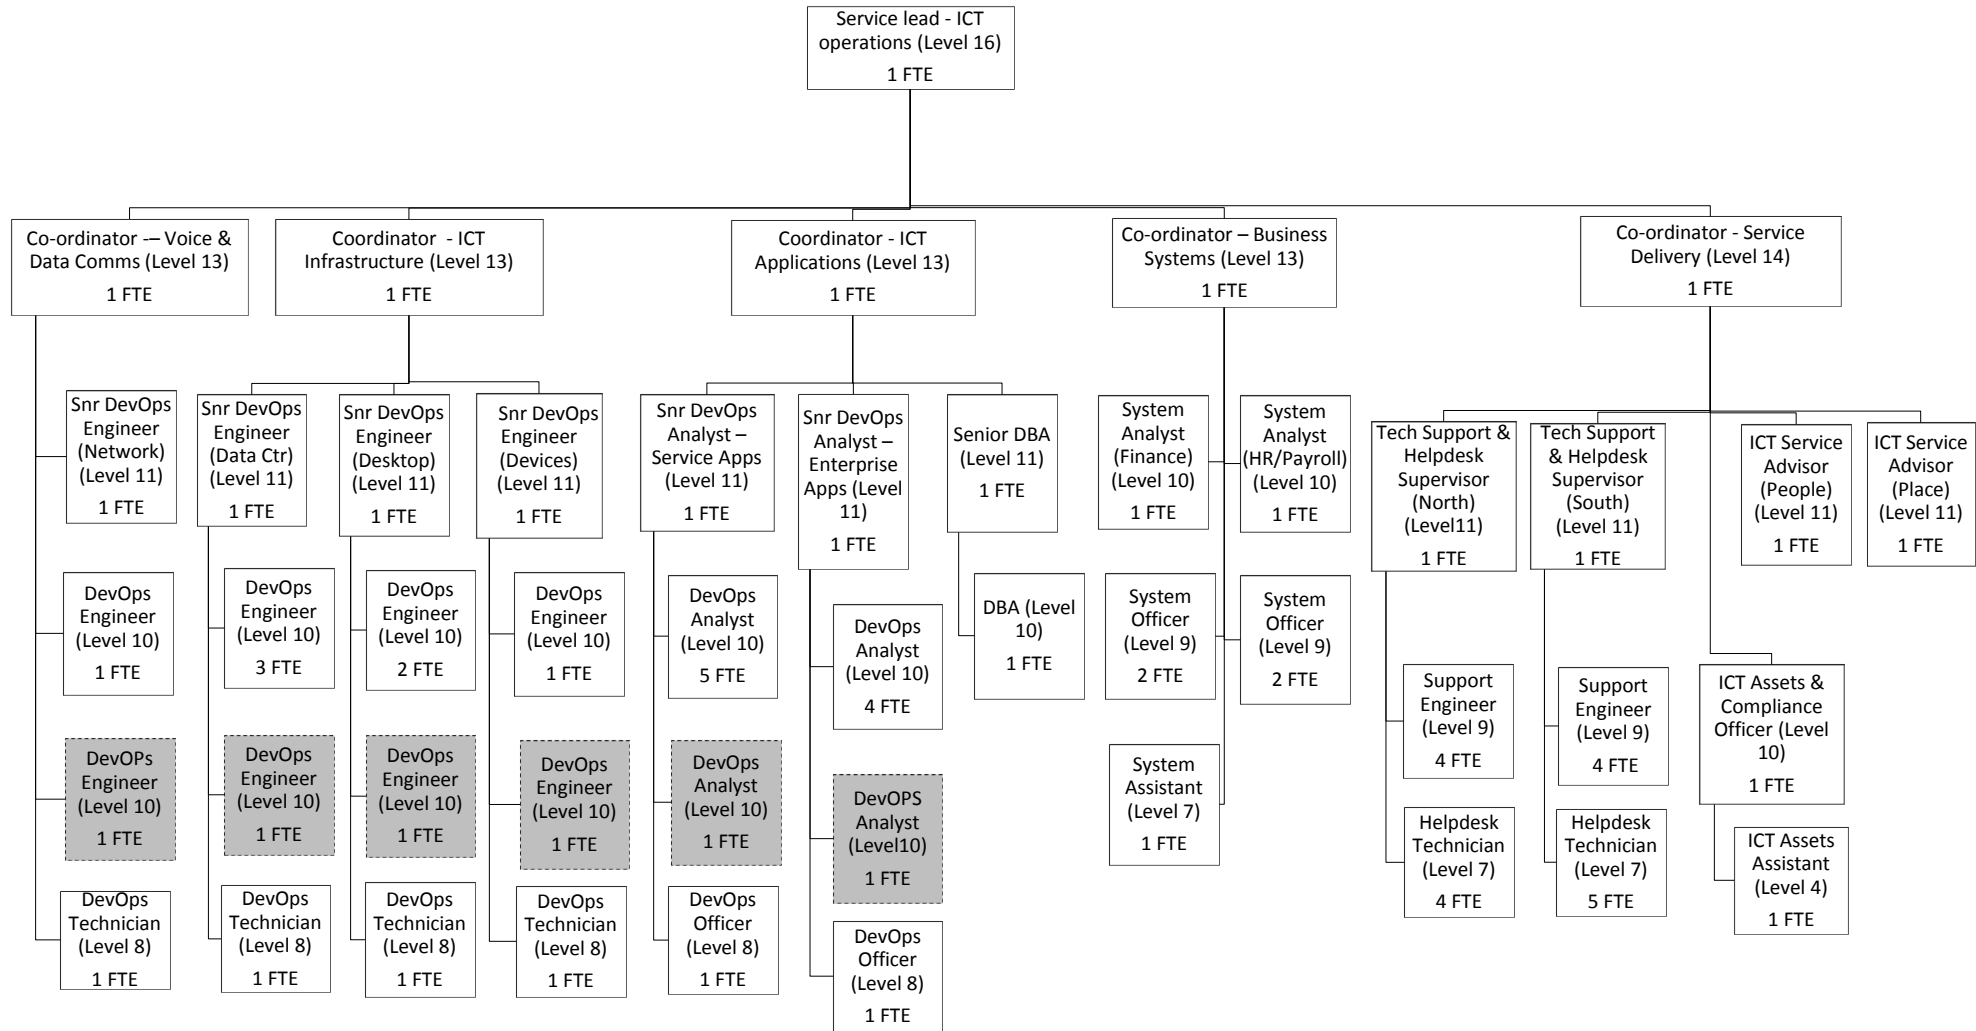 Service lead - ICT
operations (Level 16)
1 FTE
Co-ordinator -– Voice &
Data Comms (Level 13)
1 FTE
Coordinator - ICT
Infrastructure (Level 13)
1 FTE
Coordinator - ICT
Applications (Level 13)
1 FTE
Co-ordinator – Business
Systems (Level 13)
1 FTE
Co-ordinator - Service
Delivery (Level 14)
1 FTE
Snr DevOps
Engineer
(Network)
(Level 11)
1 FTE
Snr DevOps
Engineer
(Data Ctr)
(Level 11)
1 FTE
Snr DevOps
Engineer
(Desktop)
(Level 11)
1 FTE
Snr DevOps
Engineer
(Devices)
(Level 11)
1 FTE
Snr DevOps
Analyst –
Service Apps
(Level 11)
1 FTE
Snr DevOps
Analyst –
Enterprise
Apps (Level
11)
1 FTE
Senior DBA
(Level 11)
1 FTE
System
Analyst
(Finance)
(Level 10)
1 FTE
System
Analyst
(HR/Payroll)
(Level 10)
1 FTE
Tech Support &
Helpdesk
Supervisor
(North)
(Level11)
1 FTE
Tech Support
& Helpdesk
Supervisor
(South)
(Level 11)
1 FTE
ICT Service
Advisor
(People)
(Level 11)
1 FTE
ICT Service
Advisor
(Place)
(Level 11)
1 FTE
DevOps
Engineer
(Level 10)
1 FTE
DevOps
Engineer
(Level 10)
3 FTE
DevOps
Engineer
(Level 10)
2 FTE
DevOps
Engineer
(Level 10)
1 FTE
DevOps
Analyst
(Level 10)
5 FTE
DevOps
Analyst
(Level 10)
4 FTE
DBA (Level
10)
1 FTE
System
Officer
(Level 9)
2 FTE
System
Officer
(Level 9)
2 FTE
Support
Engineer
(Level 9)
4 FTE
Support
Engineer
(Level 9)
4 FTE
ICT Assets &
Compliance
Officer (Level
10)
1 FTE
DevOPs
Engineer
(Level 10)
1 FTE
DevOps
Engineer
(Level 10)
1 FTE
DevOps
Engineer
(Level 10)
1 FTE
DevOps
Engineer
(Level 10)
1 FTE
DevOps
Analyst
(Level 10)
1 FTE
DevOPS
Analyst
(Level10)
1 FTE
System
Assistant
(Level 7)
1 FTE
Helpdesk
Technician
(Level 7)
4 FTE
Helpdesk
Technician
(Level 7)
5 FTE
ICT Assets
Assistant
(Level 4)
1 FTE
DevOps
Technician
(Level 8)
1 FTE
DevOps
Technician
(Level 8)
1 FTE
DevOps
Technician
(Level 8)
1 FTE
DevOps
Technician
(Level 8)
1 FTE
DevOps
Officer
(Level 8)
1 FTE
DevOps
Officer
(Level 8)
1 FTE